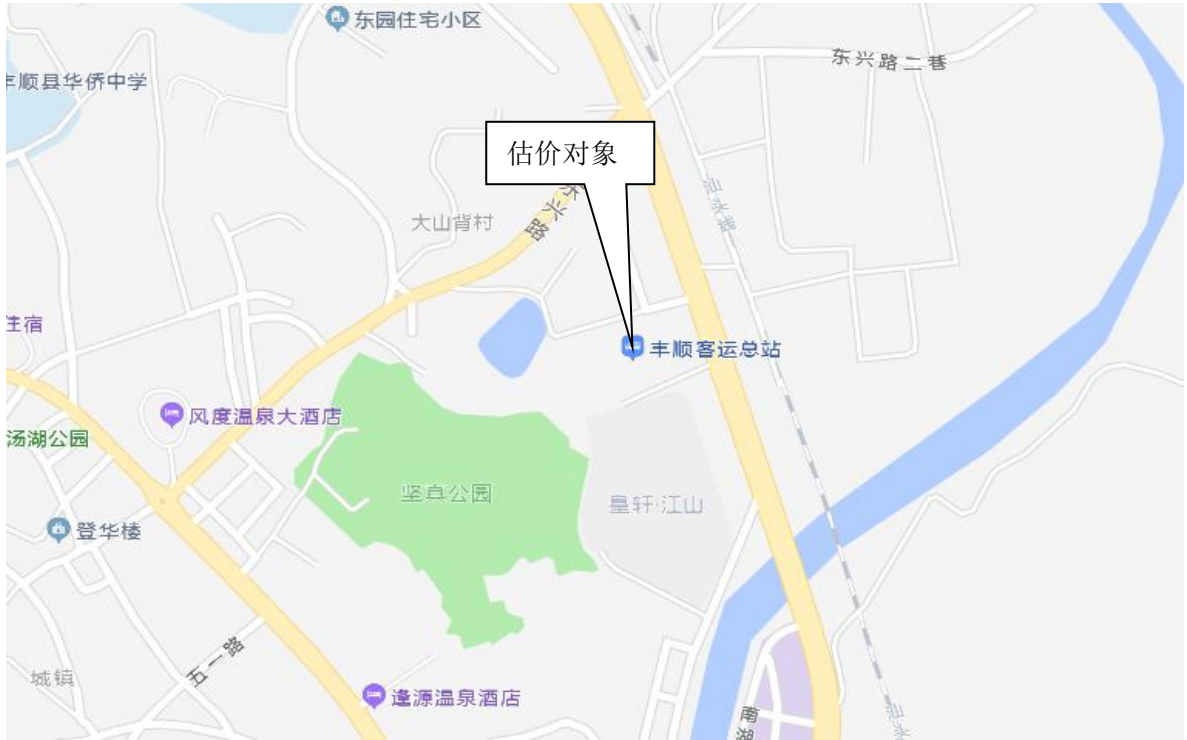 东园住宅小区
丰顺县华侨中学
东兴路二巷
估价对象
大山背村
东兴路
汕头线
住宿
丰顺客运总站
风度温泉大酒店
汤湖公园
坚真公园
皇轩·江山
登华楼
五一路
城镇
逢源温泉酒店
南湖
汕头